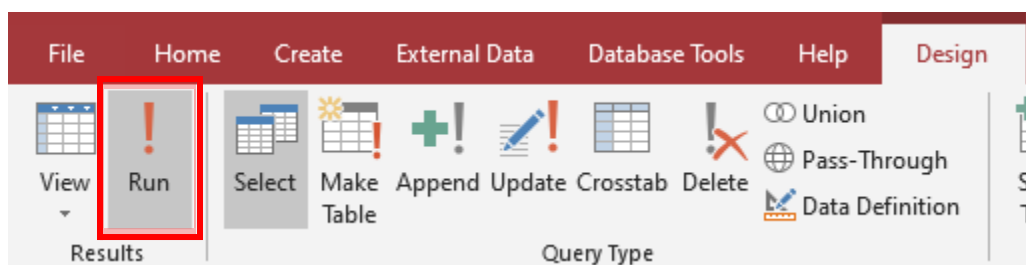 File Home Create External Data Database Tools Help Design
View Run Select Make Table Append Update Crosstab Delete
Union
Pass-Through
Data Definition
Results Query Type